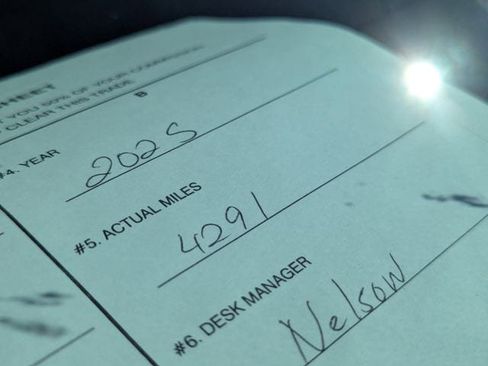 SHEET
YOU 50% OF YOUR COMMISSION
CLEAR THIS TRADE
B
#4. YEAR
2025
#5. ACTUAL MILES
4291
#6. DESK MANAGER
Nelson